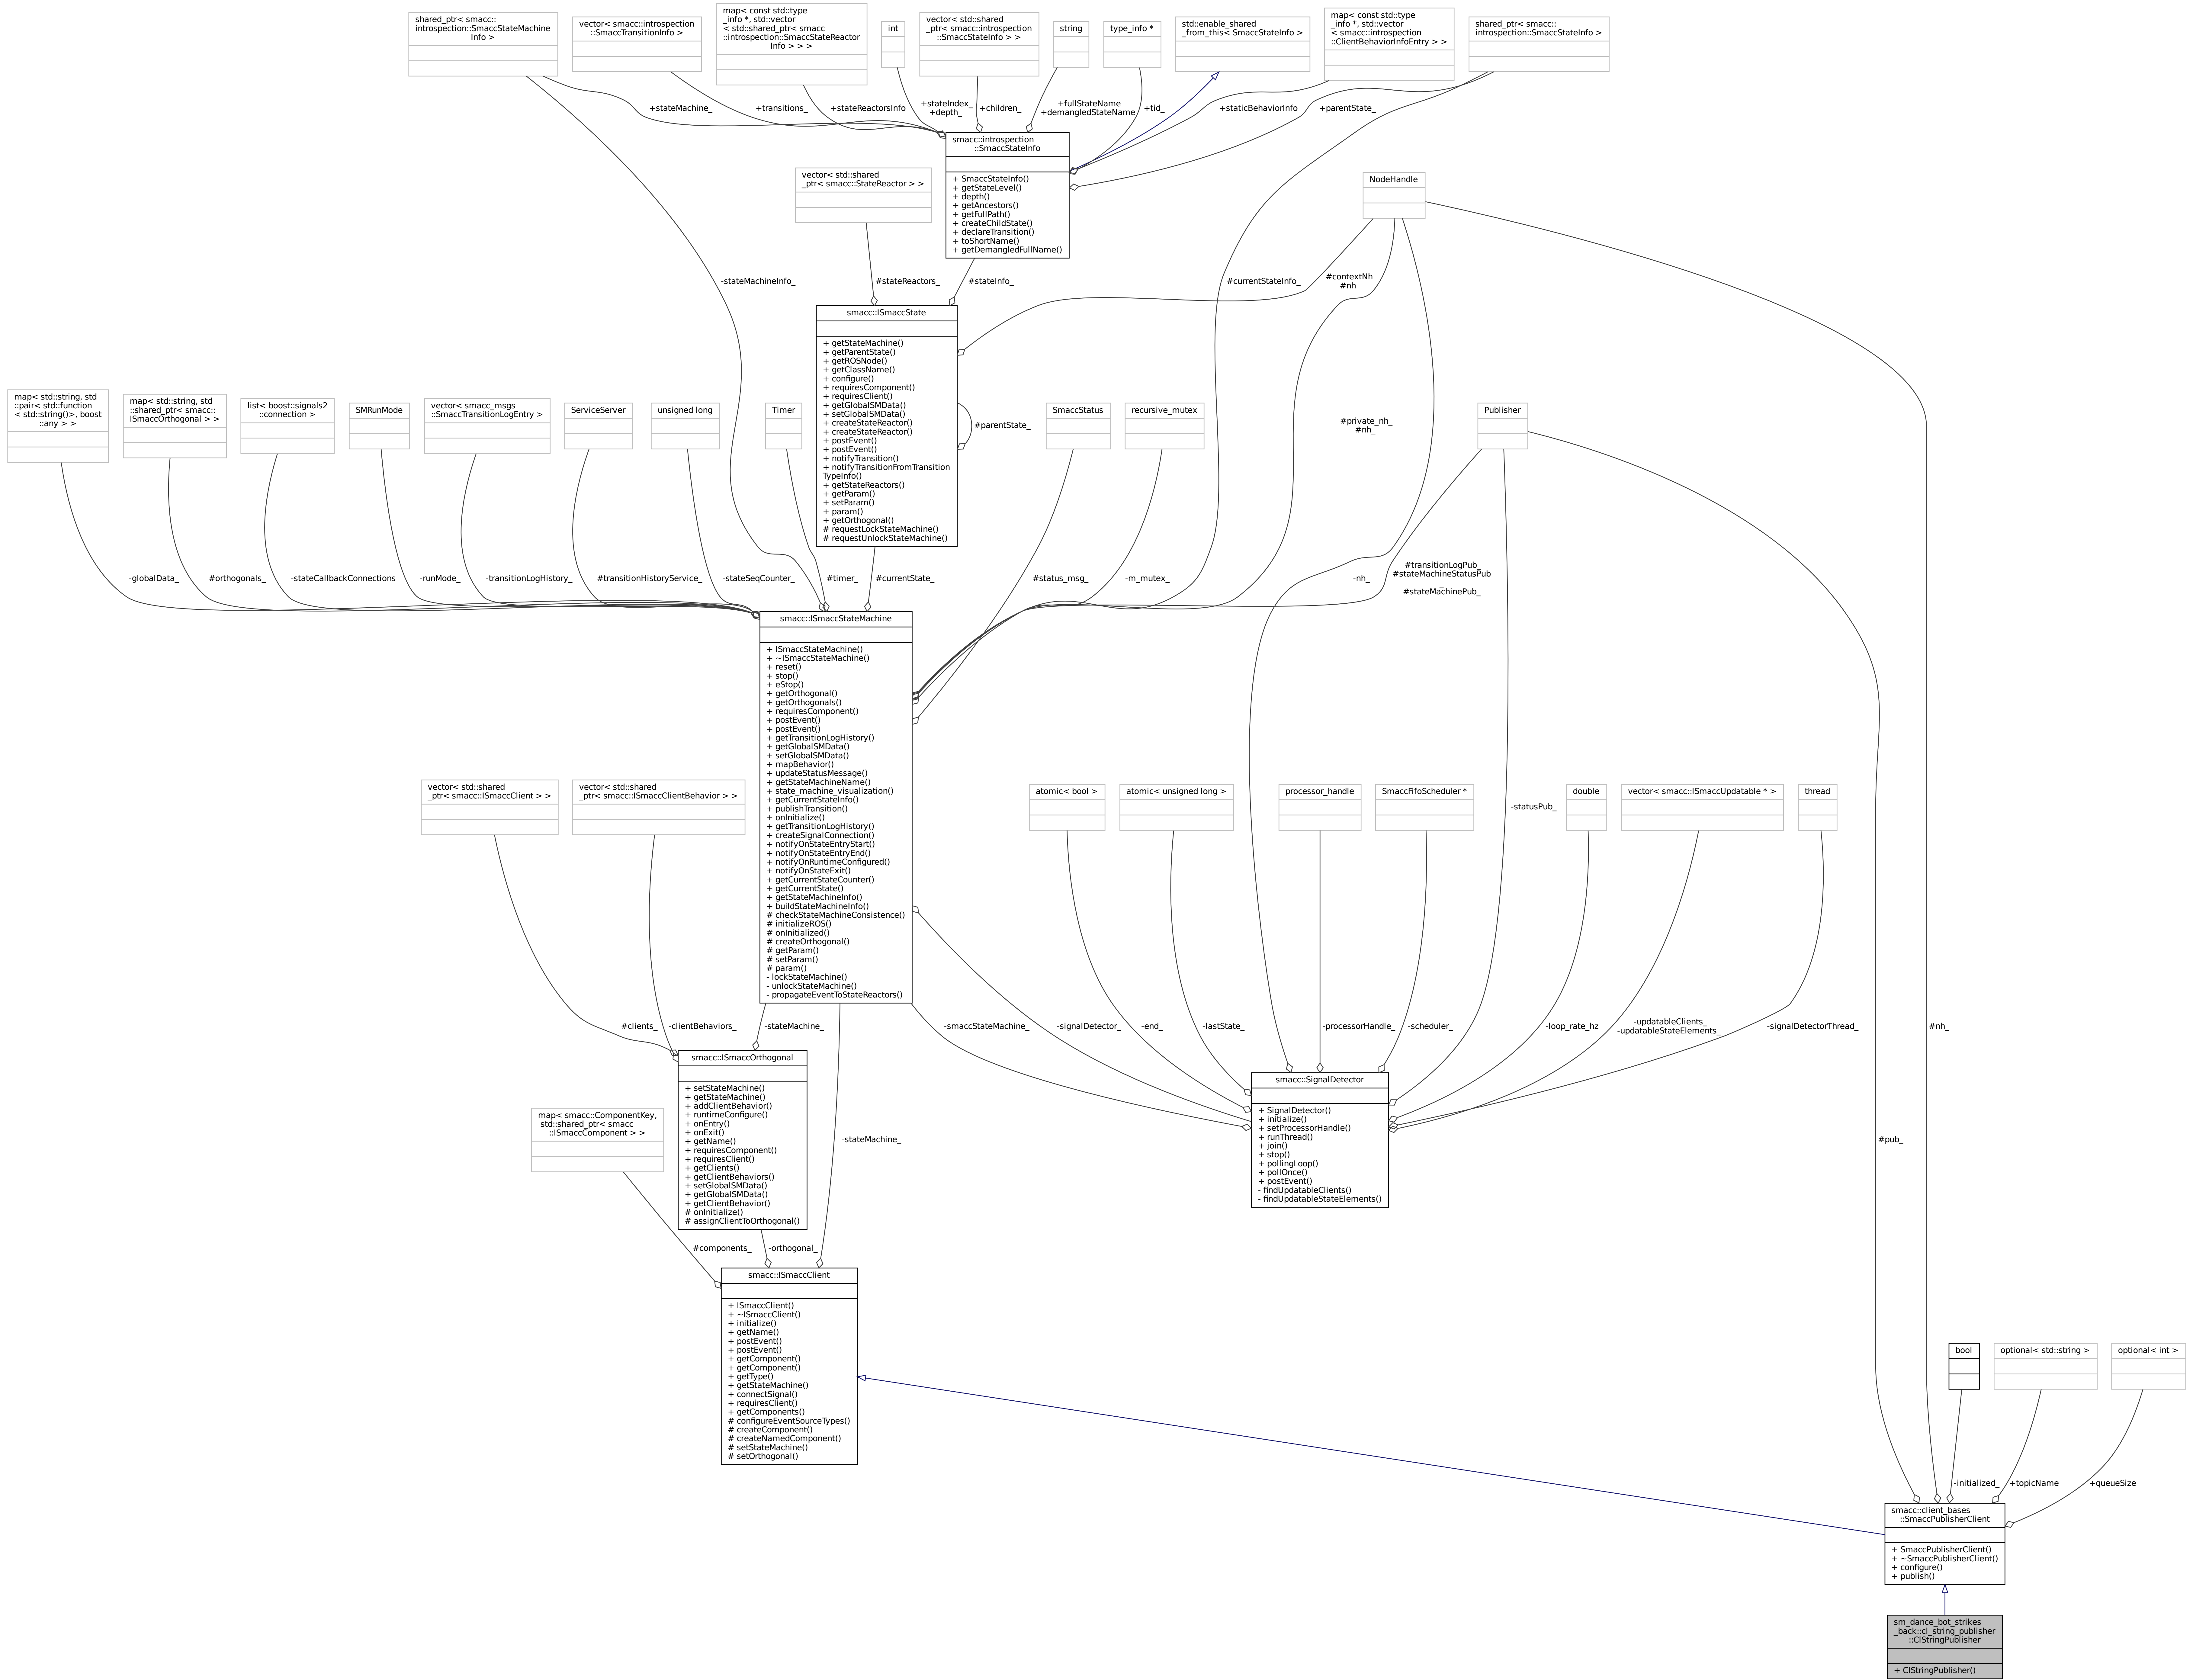 shared_ptr< smacc::
introspection::SmaccStateMachine
Info >
vector< smacc::introspection
::SmaccTransitionInfo >
map< const std::type
_info *, std::vector
< std::shared_ptr< smacc
::introspection::SmaccStateReactor
Info > > >
int
vector< std::shared
_ptr< smacc::introspection
::SmaccStateInfo > >
string
type_info *
std::enable_shared
_from_this< SmaccStateInfo >
map< const std::type
_info *, std::vector
< smacc::introspection
::ClientBehaviorInfoEntry > >
shared_ptr< smacc::
introspection::SmaccStateInfo >
+stateMachine_
+transitions_
+stateReactorsInfo
+stateIndex_
+depth_
+children_
+fullStateName
+demangledStateName
+tid_
+staticBehaviorInfo
+parentState_
smacc::introspection
::SmaccStateInfo
+ SmaccStateInfo()
+ getStateLevel()
+ depth()
+ getAncestors()
+ getFullPath()
+ createChildState()
+ declareTransition()
+ toShortName()
+ getDemangledFullName()
vector< std::shared
_ptr< smacc::StateReactor > >
NodeHandle
-stateMachineInfo_
#stateReactors_
#stateInfo_
#currentStateInfo_
#contextNh
#nh
smacc::ISmaccState
+ getStateMachine()
+ getParentState()
+ getROSNode()
+ getClassName()
+ configure()
+ requiresComponent()
+ requiresClient()
+ getGlobalSMData()
+ setGlobalSMData()
+ createStateReactor()
+ createStateReactor()
+ postEvent()
+ postEvent()
+ notifyTransition()
+ notifyTransitionFromTransition
TypeInfo()
+ getStateReactors()
+ getParam()
+ setParam()
+ param()
+ getOrthogonal()
# requestLockStateMachine()
# requestUnlockStateMachine()
#parentState_
map< std::string, std
::pair< std::function
< std::string()>, boost
::any > >
map< std::string, std
::shared_ptr< smacc::
ISmaccOrthogonal > >
list< boost::signals2
::connection >
SMRunMode
vector< smacc_msgs
::SmaccTransitionLogEntry >
ServiceServer
unsigned long
Timer
SmaccStatus
recursive_mutex
Publisher
#private_nh_
#nh_
-globalData_
#orthogonals_
-stateCallbackConnections
-runMode_
-transitionLogHistory_
#transitionHistoryService_
-stateSeqCounter_
#timer_
#currentState_
#status_msg_
-m_mutex_
-nh_
#transitionLogPub_
#stateMachineStatusPub
_
#stateMachinePub_
smacc::ISmaccStateMachine
+ ISmaccStateMachine()
+ ~ISmaccStateMachine()
+ reset()
+ stop()
+ eStop()
+ getOrthogonal()
+ getOrthogonals()
+ requiresComponent()
+ postEvent()
+ postEvent()
+ getTransitionLogHistory()
+ getGlobalSMData()
+ setGlobalSMData()
+ mapBehavior()
+ updateStatusMessage()
+ getStateMachineName()
+ state_machine_visualization()
+ getCurrentStateInfo()
+ publishTransition()
+ onInitialize()
+ getTransitionLogHistory()
+ createSignalConnection()
+ notifyOnStateEntryStart()
+ notifyOnStateEntryEnd()
+ notifyOnRuntimeConfigured()
+ notifyOnStateExit()
+ getCurrentStateCounter()
+ getCurrentState()
+ getStateMachineInfo()
+ buildStateMachineInfo()
# checkStateMachineConsistence()
# initializeROS()
# onInitialized()
# createOrthogonal()
# getParam()
# setParam()
# param()
- lockStateMachine()
- unlockStateMachine()
- propagateEventToStateReactors()
vector< std::shared
_ptr< smacc::ISmaccClient > >
vector< std::shared
_ptr< smacc::ISmaccClientBehavior > >
atomic< bool >
atomic< unsigned long >
processor_handle
SmaccFifoScheduler *
-statusPub_
double
vector< smacc::ISmaccUpdatable * >
thread
#clients_
-clientBehaviors_
-stateMachine_
-smaccStateMachine_
-signalDetector_
-end_
-lastState_
-processorHandle_
-scheduler_
-loop_rate_hz
-updatableClients_
-updatableStateElements_
-signalDetectorThread_
#nh_
smacc::ISmaccOrthogonal
+ setStateMachine()
+ getStateMachine()
+ addClientBehavior()
+ runtimeConfigure()
+ onEntry()
+ onExit()
+ getName()
+ requiresComponent()
+ requiresClient()
+ getClients()
+ getClientBehaviors()
+ setGlobalSMData()
+ getGlobalSMData()
+ getClientBehavior()
# onInitialize()
# assignClientToOrthogonal()
smacc::SignalDetector
+ SignalDetector()
+ initialize()
+ setProcessorHandle()
+ runThread()
+ join()
+ stop()
+ pollingLoop()
+ pollOnce()
+ postEvent()
- findUpdatableClients()
- findUpdatableStateElements()
map< smacc::ComponentKey,
std::shared_ptr< smacc
::ISmaccComponent > >
-stateMachine_
#pub_
#components_
-orthogonal_
smacc::ISmaccClient
+ ISmaccClient()
+ ~ISmaccClient()
+ initialize()
+ getName()
+ postEvent()
+ postEvent()
+ getComponent()
+ getComponent()
+ getType()
+ getStateMachine()
+ connectSignal()
+ requiresClient()
+ getComponents()
# configureEventSourceTypes()
# createComponent()
# createNamedComponent()
# setStateMachine()
# setOrthogonal()
bool
optional< std::string >
optional< int >
-initialized_
+topicName
+queueSize
smacc::client_bases
::SmaccPublisherClient
+ SmaccPublisherClient()
+ ~SmaccPublisherClient()
+ configure()
+ publish()
sm_dance_bot_strikes
_back::cl_string_publisher
::ClStringPublisher
+ ClStringPublisher()